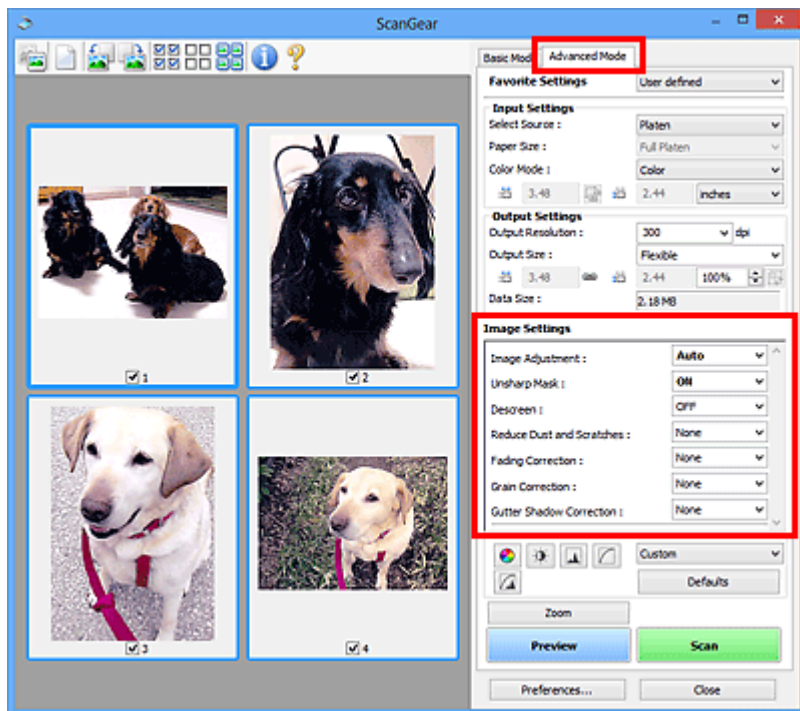 ScanGear
Basic Mode
Advanced Mode
Favorite Settings
User defined
Input Settings
Select Source :
Platen
Paper Size :
Full Platen
Color Mode :
Color
3.48
2.44
inches
Output Settings
Output Resolution :
300
dpi
Output Size :
Flexible
3.48
2.44
100%
Data Size :
2.18 MB
Image Settings
Image Adjustment :
Auto
Unsharp Mask :
ON
Descreen :
OFF
Reduce Dust and Scratches :
None
Fading Correction :
None
Grain Correction :
None
Gutter Shadow Correction :
None
Custom
Defaults
Zoom
Preview
Scan
Preferences...
Close
1
2
3
4